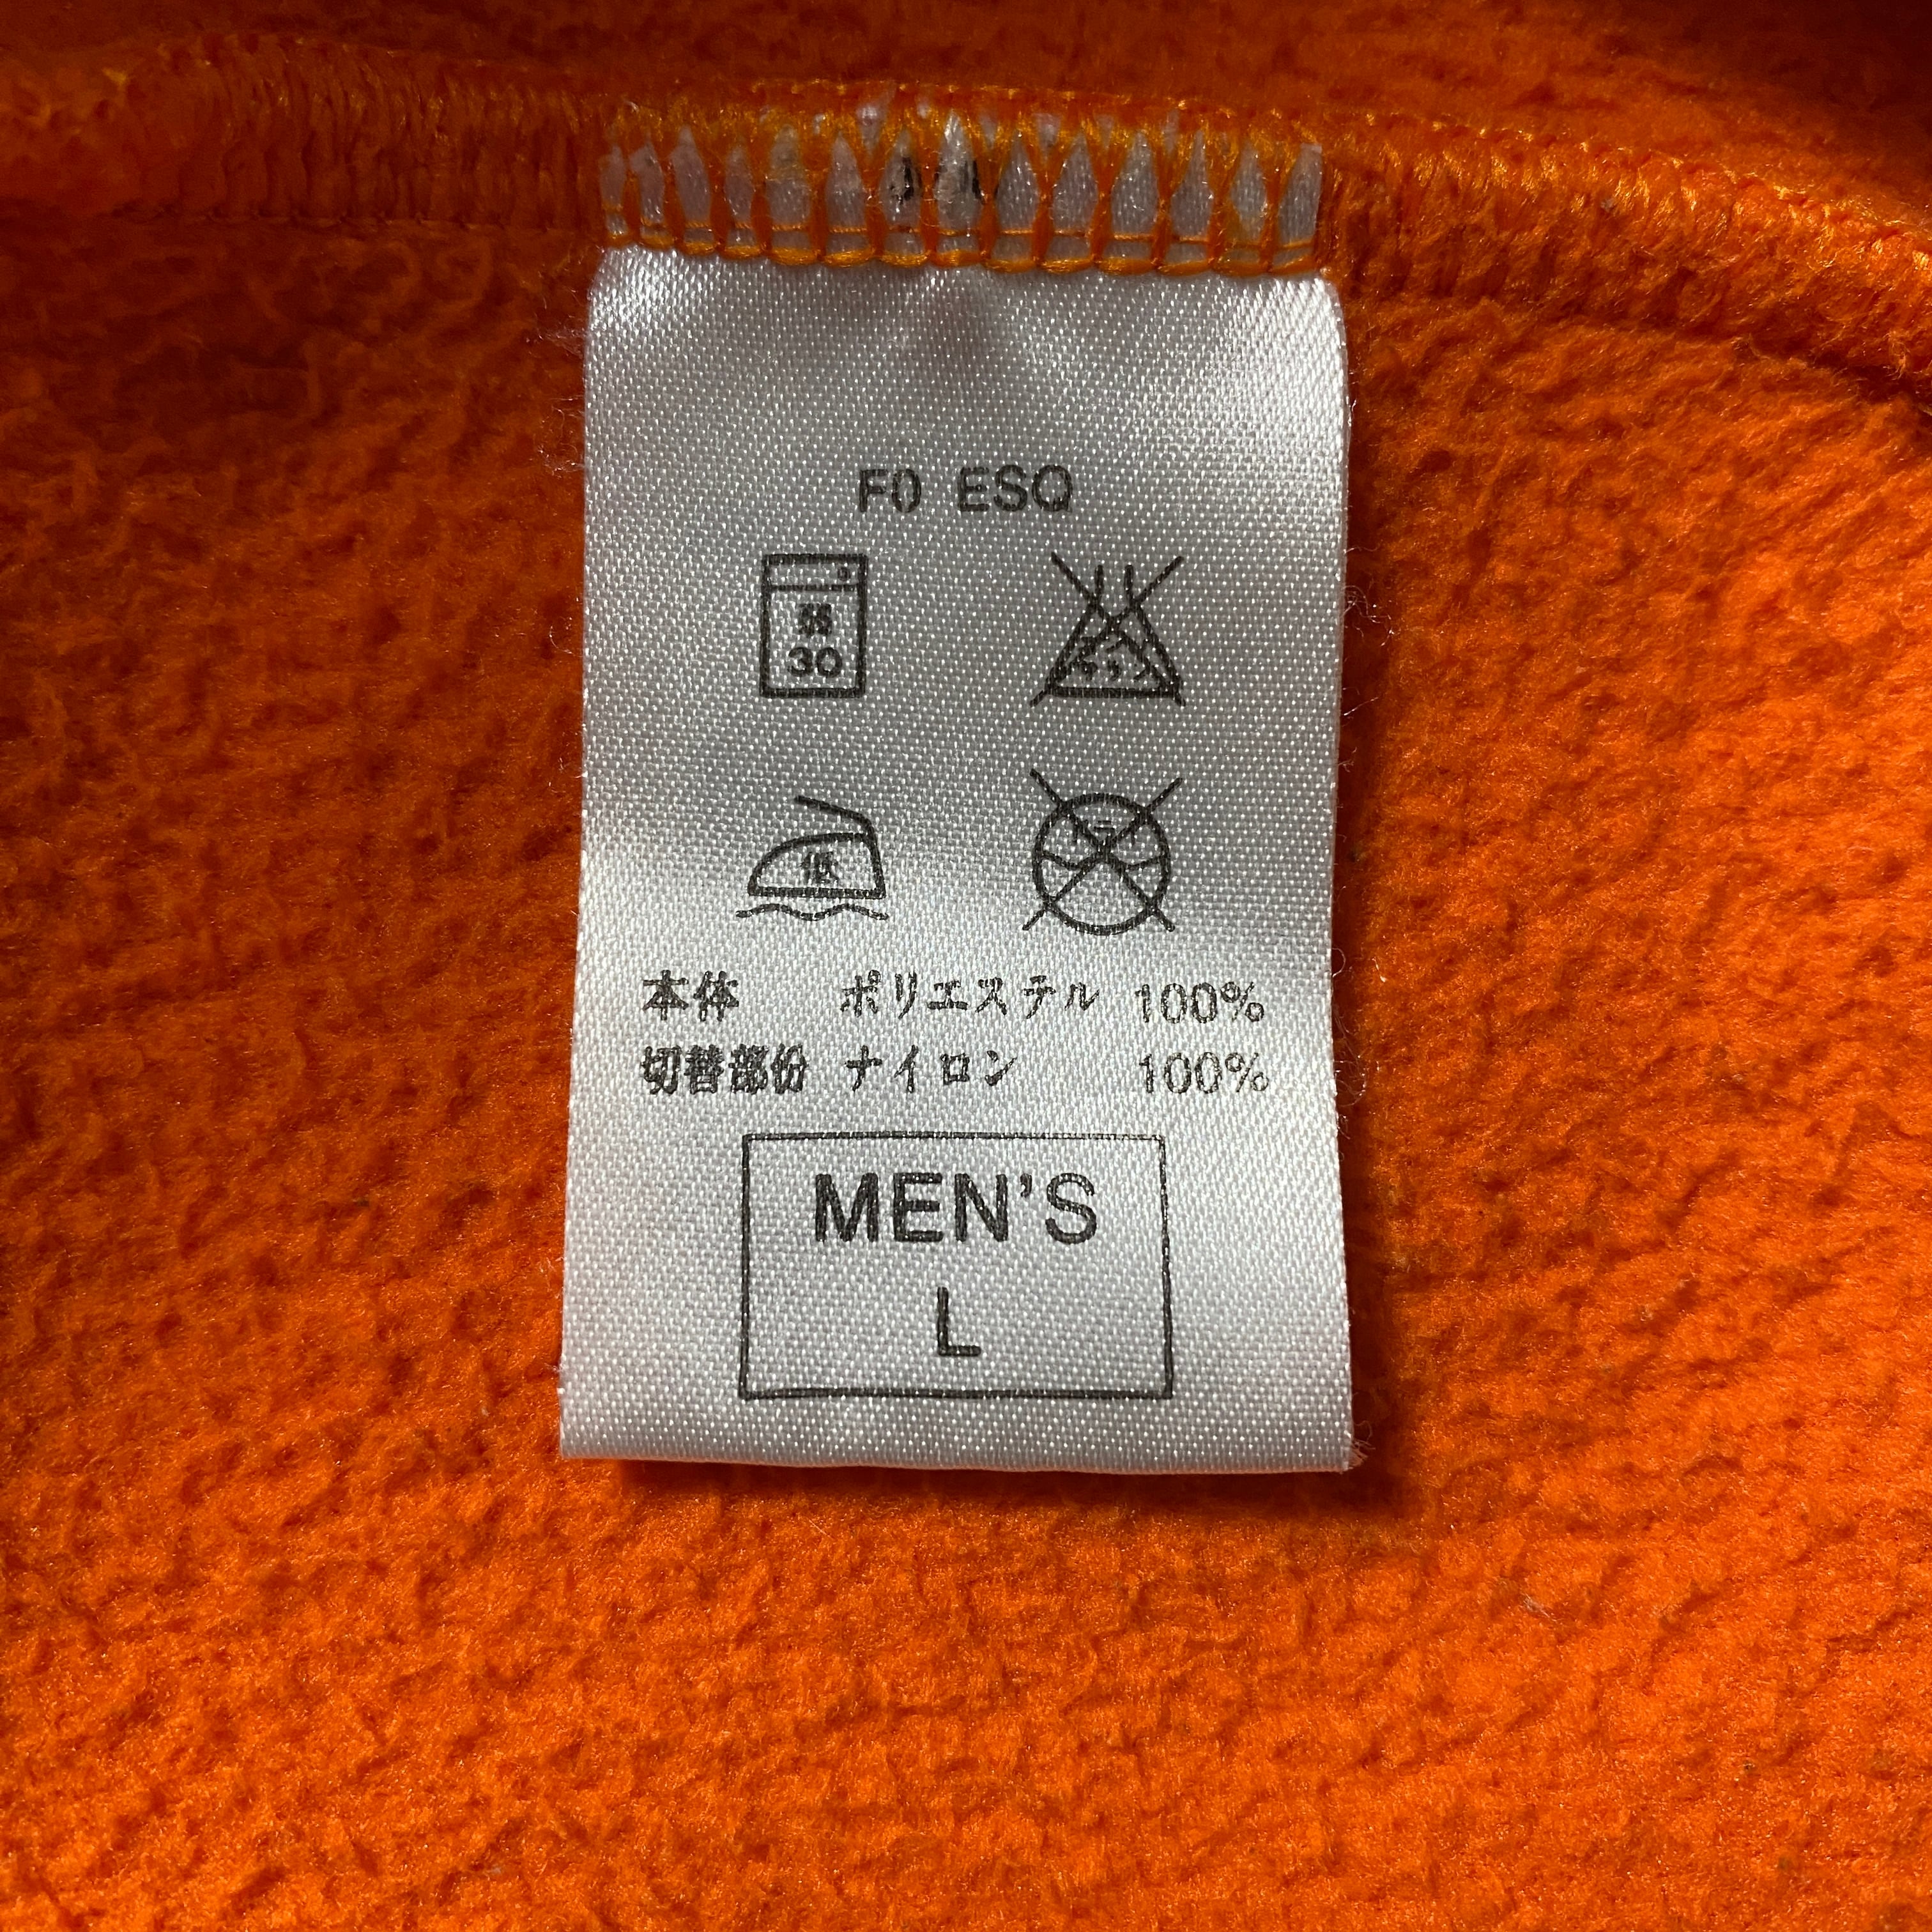 F0 ESQ
弱
30
低
本体 ポリエステル 100%
切替部份 ナイロン 100%
MEN'S
L